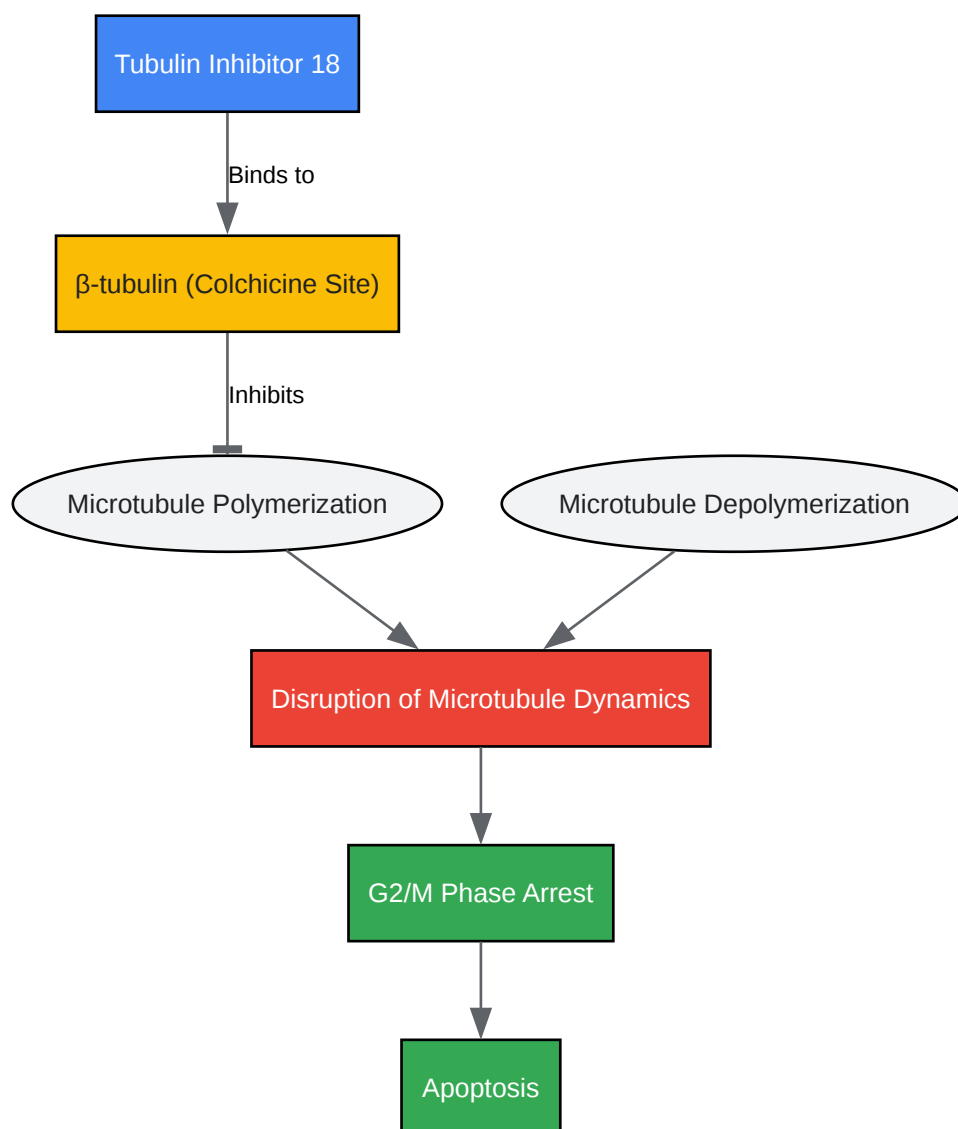 Tubulin Inhibitor 18
Binds to
β-tubulin (Colchicine Site)
Inhibits
Microtubule Polymerization
Microtubule Depolymerization
Disruption of Microtubule Dynamics
G2/M Phase Arrest
Apoptosis